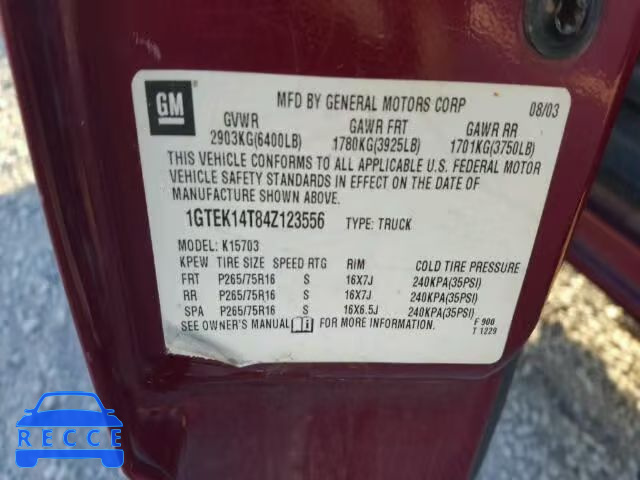 GM
MFD BY GENERAL MOTORS CORP 08/03
GVWR GAWR FRT GAWR RR
2903KG(6400LB) 1780KG(3925LB) 1701KG(3750LB)
THIS VEHICLE CONFORMS TO ALL APPLICABLE U.S. FEDERAL MOTOR
VEHICLE SAFETY STANDARDS IN EFFECT ON THE DATE OF
MANUFACTURE SHOWN ABOVE.
1GTEK14T84Z123556 TYPE: TRUCK
MODEL: K15703
KPEW TIRE SIZE SPEED RTG RIM COLD TIRE PRESSURE
FRT P265/75R16 S 16X7J 240KPA(35PSI)
RR P265/75R16 S 16X7J 240KPA(35PSI)
SPA P265/75R16 S 16X6.5J 240KPA(35PSI)
SEE OWNER'S MANUAL FOR MORE INFORMATION.
F 900
T 1229
RECCE